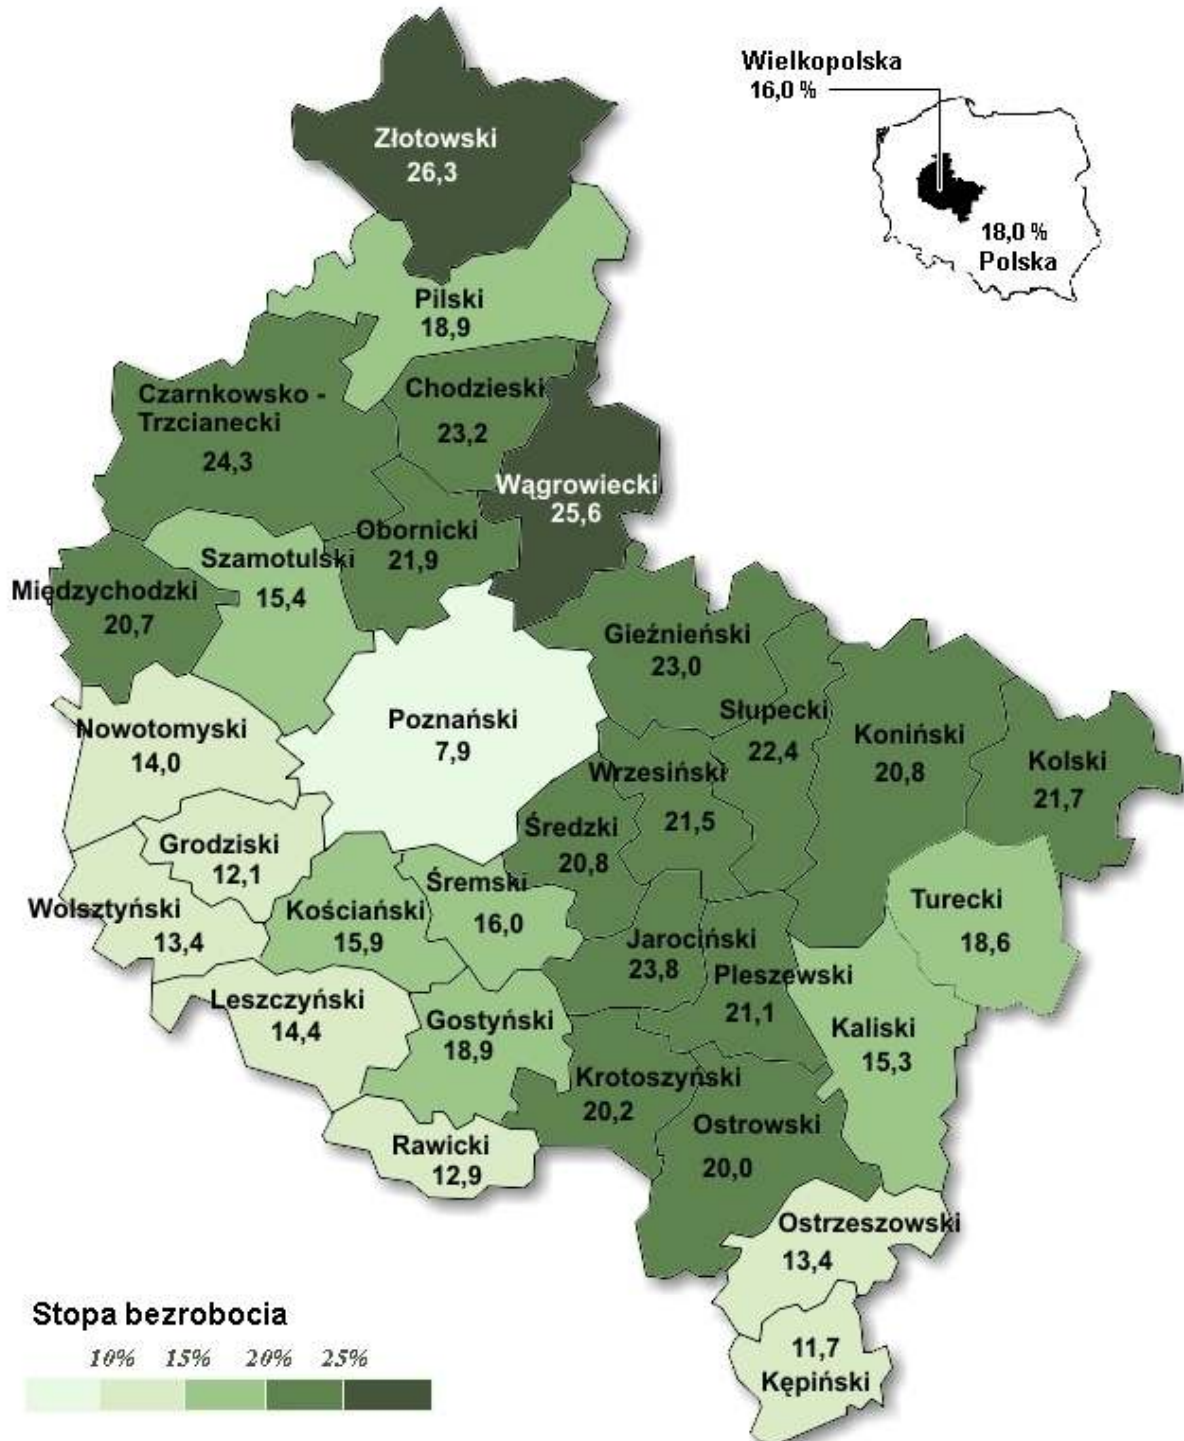 Wielkopolska
16,0 %
18,0 %
Polska
Złotowski
26,3
Pilski
18,9
Czarnkowsko -
Trzcianecki
24,3
Chodzieski
23,2
Wągrowiecki
25,6
Obornicki
21,9
Szamotulski
15,4
Międzychodzki
20,7
Gieźnieński
23,0
Słupecki
22,4
Nowotomyski
14,0
Poznański
7,9
Koniński
20,8
Kolski
21,7
Wrzesiński
21,5
Średzki
20,8
Grodziski
12,1
Śremski
16,0
Turecki
18,6
Wolsztyński
13,4
Kościański
15,9
Jarociński
23,8
Pleszewski
21,1
Leszczyński
14,4
Gostyński
18,9
Kaliski
15,3
Krotoszyński
20,2
Ostrowski
20,0
Rawicki
12,9
Ostrzeszowski
13,4
11,7
Kępiński
Stopa bezrobocia
10% 15% 20% 25%